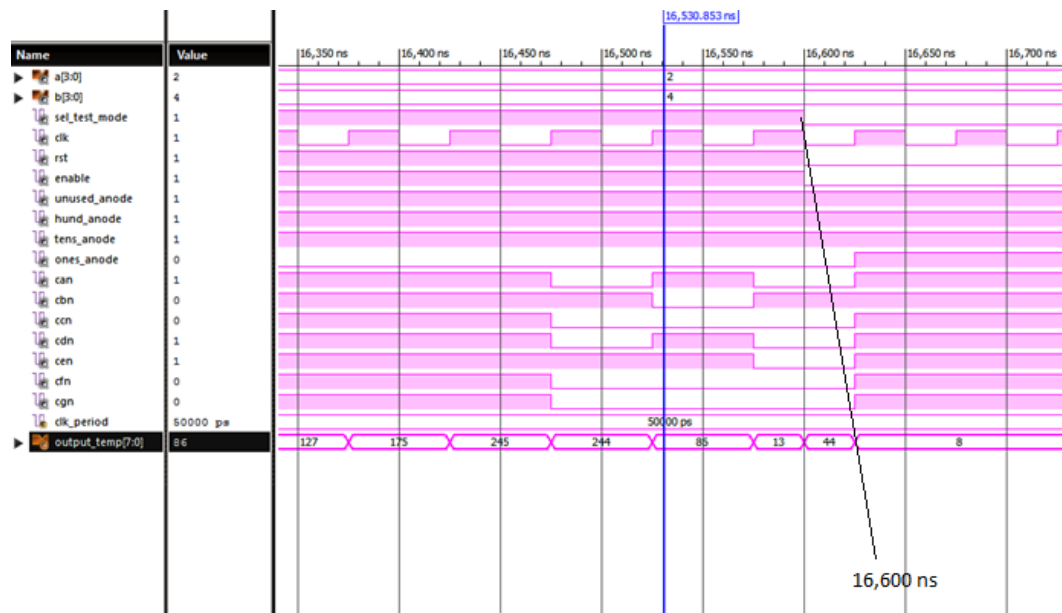 16,530.853 ns
Name Value 16,350 ns 16,400 ns 16,450 ns 16,500 ns 16,550 ns 16,600 ns 16,650 ns 16,700 ns
a[3:0] 2 2
b[3:0] 4 4
sel_test_mode 1
clk 1
rst 1
enable 1
unused_anode 1
hund_anode 1
tens_anode 1
ones_anode 0
can 1
cbn 0
ccn 0
cdn 1
cen 1
cfn 0
cgn 0
clk_period 50000 ps 50000 ps
output_temp[7:0] 86 127 175 245 244 85 13 44 8
16,600 ns